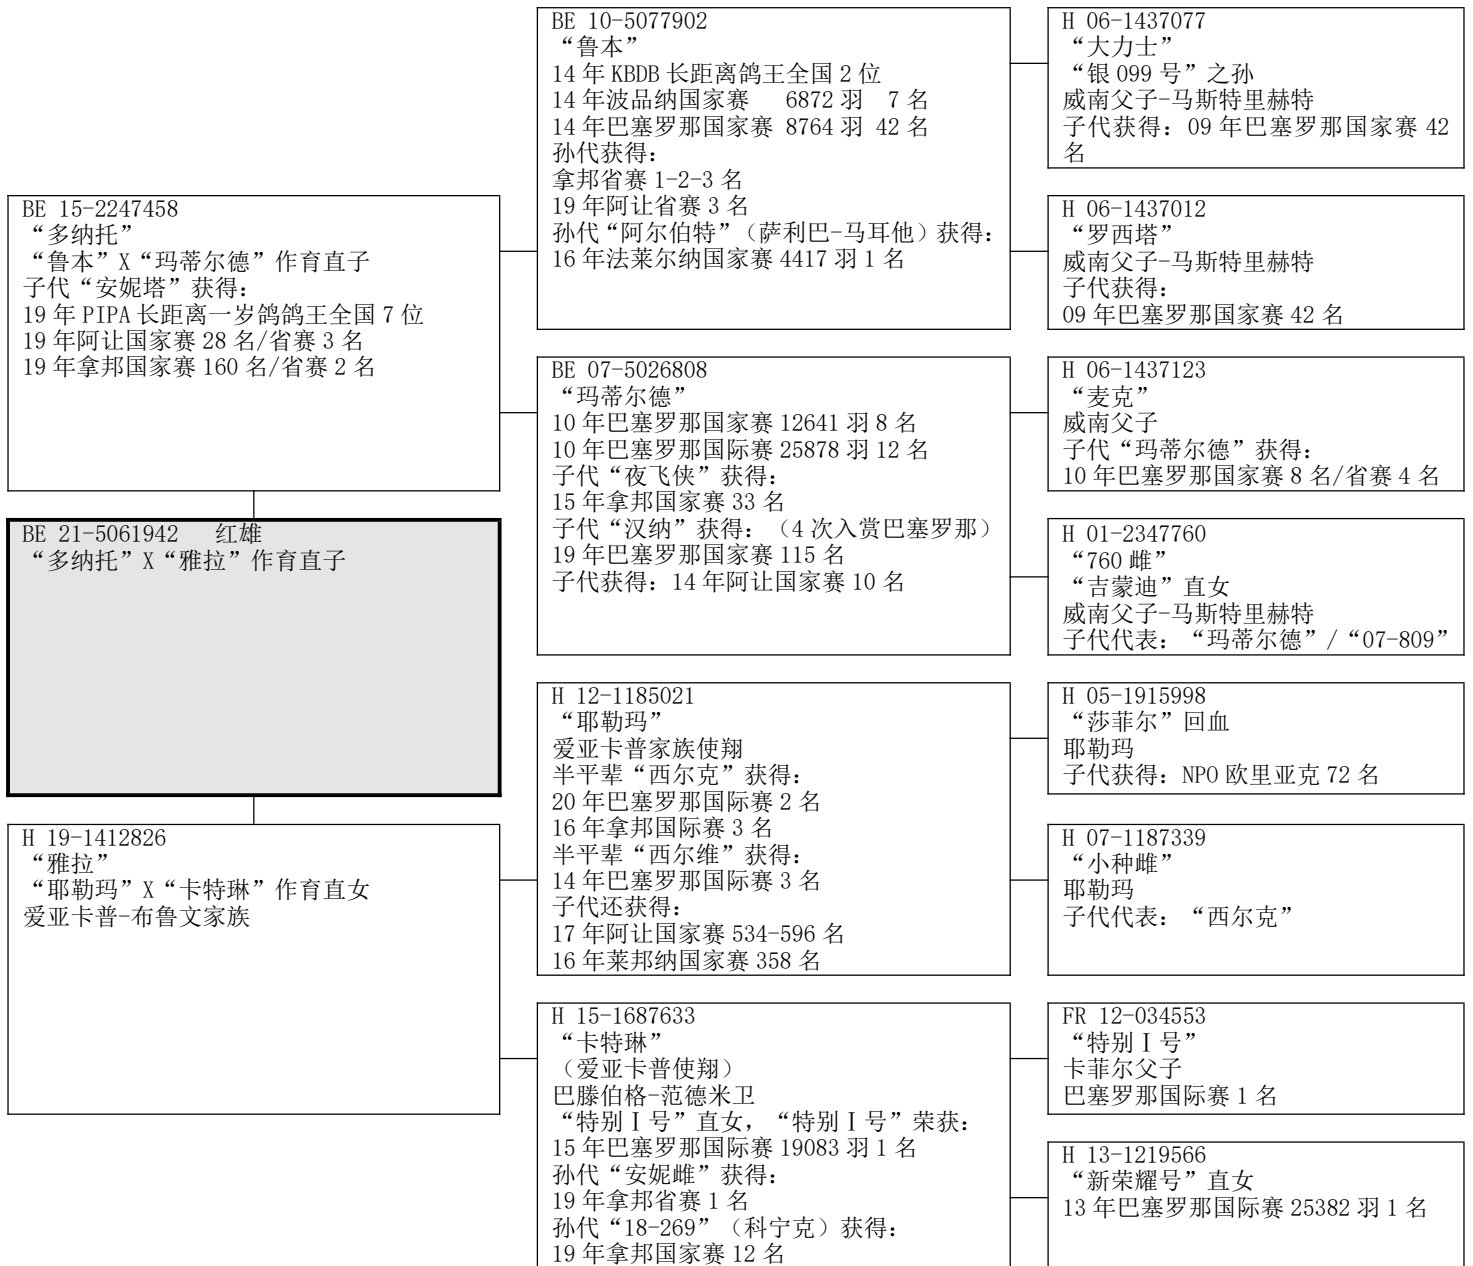 BE 15-2247458
“多纳托”
“鲁本”X“玛蒂尔德”作育直子
子代“安妮塔”获得：
19 年 PIPA 长距离一岁鸽鸽王全国 7 位
19 年阿让国家赛 28 名/省赛 3 名
19 年拿邦国家赛 160 名/省赛 2 名
BE 21-5061942 红雄
“多纳托”X“雅拉”作育直子
H 19-1412826
“雅拉”
“耶勒玛”X“卡特琳”作育直女
爱亚卡普-布鲁文家族
BE 10-5077902
“鲁本”
14 年 KBDB 长距离鸽王全国 2 位
14 年波品纳国家赛 6872 羽 7 名
14 年巴塞罗那国家赛 8764 羽 42 名
孙代获得：
拿邦省赛 1-2-3 名
19 年阿让省赛 3 名
孙代“阿尔伯特”（萨利巴-马耳他）获得：
16 年法莱尔纳国家赛 4417 羽 1 名
BE 07-5026808
“玛蒂尔德”
10 年巴塞罗那国家赛 12641 羽 8 名
10 年巴塞罗那国际赛 25878 羽 12 名
子代“夜飞侠”获得：
15 年拿邦国家赛 33 名
子代“汉纳”获得：（4 次入赏巴塞罗那）
19 年巴塞罗那国家赛 115 名
子代获得：14 年阿让国家赛 10 名
H 12-1185021
“耶勒玛”
爱亚卡普家族使翔
半平辈“西尔克”获得：
20 年巴塞罗那国际赛 2 名
16 年拿邦国际赛 3 名
半平辈“西尔维”获得：
14 年巴塞罗那国际赛 3 名
子代还获得：
17 年阿让国家赛 534-596 名
16 年莱邦纳国家赛 358 名
H 15-1687633
“卡特琳”
（爱亚卡普使翔）
巴滕伯格-范德米卫
“特别Ⅰ号”直女，“特别Ⅰ号”荣获：
15 年巴塞罗那国际赛 19083 羽 1 名
孙代“安妮雌”获得：
19 年拿邦省赛 1 名
孙代“18-269”（科宁克）获得：
19 年拿邦国家赛 12 名
H 06-1437077
“大力士”
“银 099 号”之孙
威南父子-马斯特里赫特
子代获得：09 年巴塞罗那国家赛 42
名
H 06-1437012
“罗西塔”
威南父子-马斯特里赫特
子代获得：
09 年巴塞罗那国家赛 42 名
H 06-1437123
“麦克”
威南父子
子代“玛蒂尔德”获得：
10 年巴塞罗那国家赛 8 名/省赛 4 名
H 01-2347760
“760 雌”
“吉蒙迪”直女
威南父子-马斯特里赫特
子代代表：“玛蒂尔德”/“07-809”
H 05-1915998
“莎菲尔”回血
耶勒玛
子代获得：NPO 欧里亚克 72 名
H 07-1187339
“小种雌”
耶勒玛
子代代表：“西尔克”
FR 12-034553
“特别Ⅰ号”
卡菲尔父子
巴塞罗那国际赛 1 名
H 13-1219566
“新荣耀号”直女
13 年巴塞罗那国际赛 25382 羽 1 名